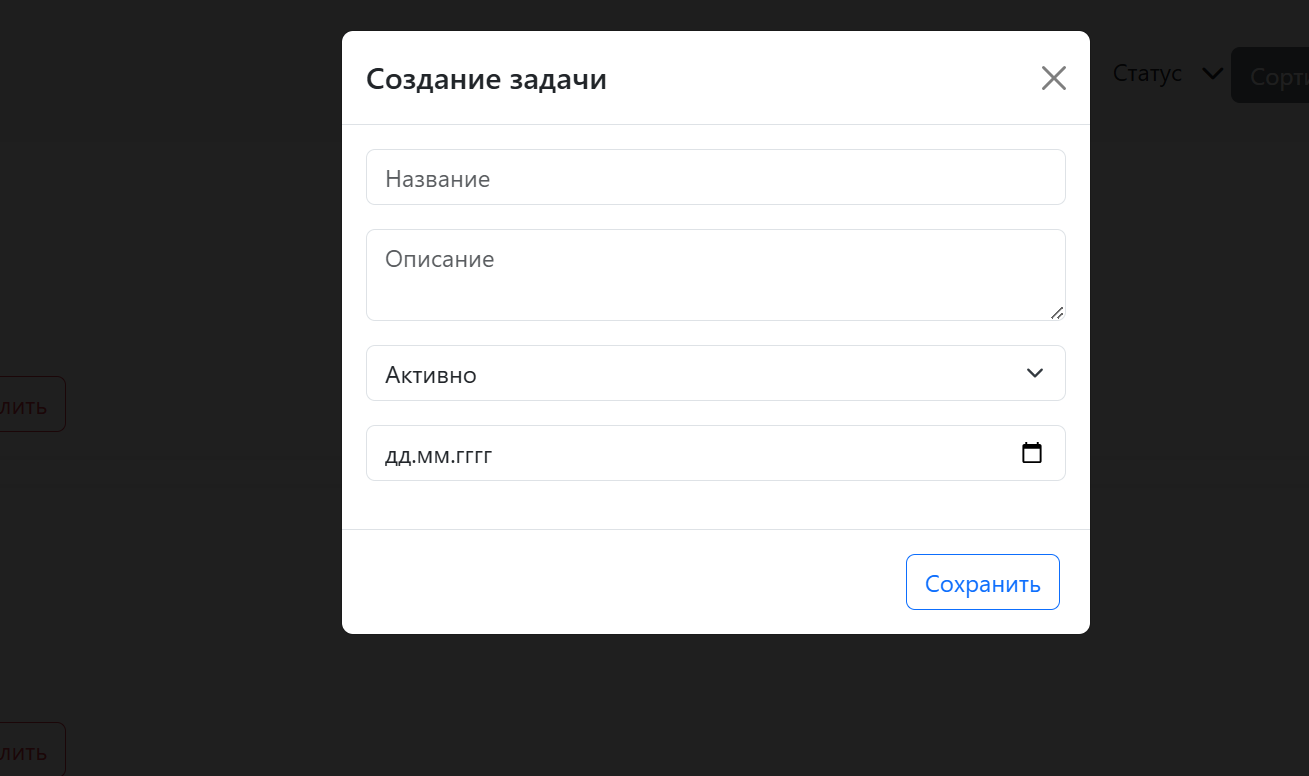 Создание задачи
Статус
Название
Описание
Активно
дд.мм.гггг
Сохранить